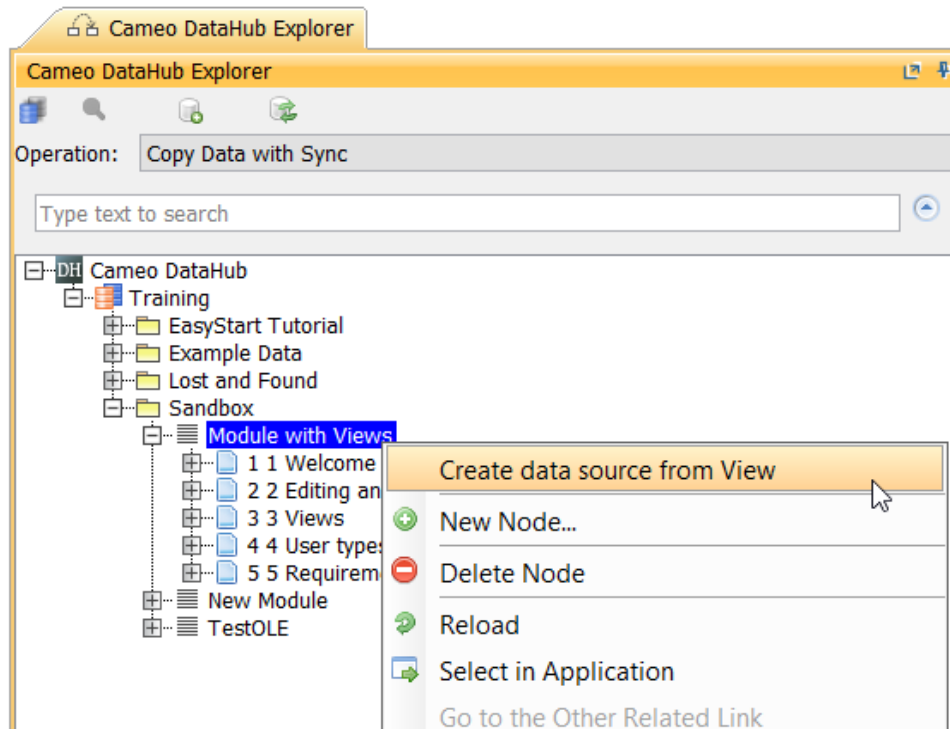 Cameo DataHub Explorer
Cameo DataHub Explorer
Operation: Copy Data with Sync
Type text to search
DH Cameo DataHub
Training
EasyStart Tutorial
Example Data
Lost and Found
Sandbox
Module with Views
1 1 Welcome
2 2 Editing an
3 3 Views
4 4 User types
5 5 Requirem
New Module
TestOLE
Create data source from View
New Node...
Delete Node
Reload
Select in Application
Go to the Other Related Link